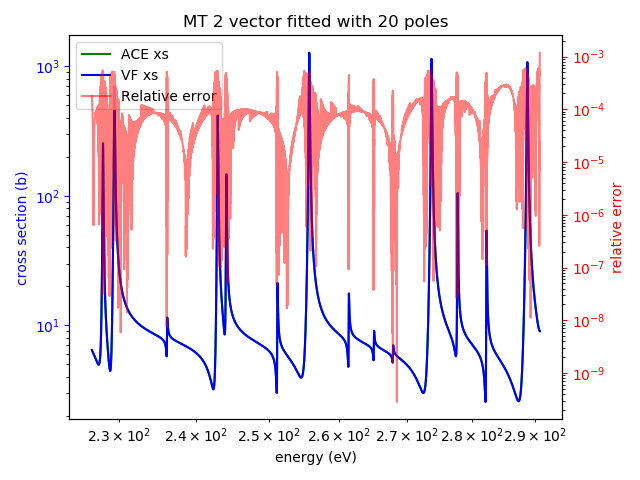 MT 2 vector fitted with 20 poles
ACE xs
VF xs
Relative error
cross section (b)
10³
10²
10¹
10⁻³
10⁻⁴
10⁻⁵
10⁻⁶
10⁻⁷
10⁻⁸
10⁻⁹
relative error
2.3 × 10² 2.4 × 10² 2.5 × 10² 2.6 × 10² 2.7 × 10² 2.8 × 10² 2.9 × 10²
energy (eV)